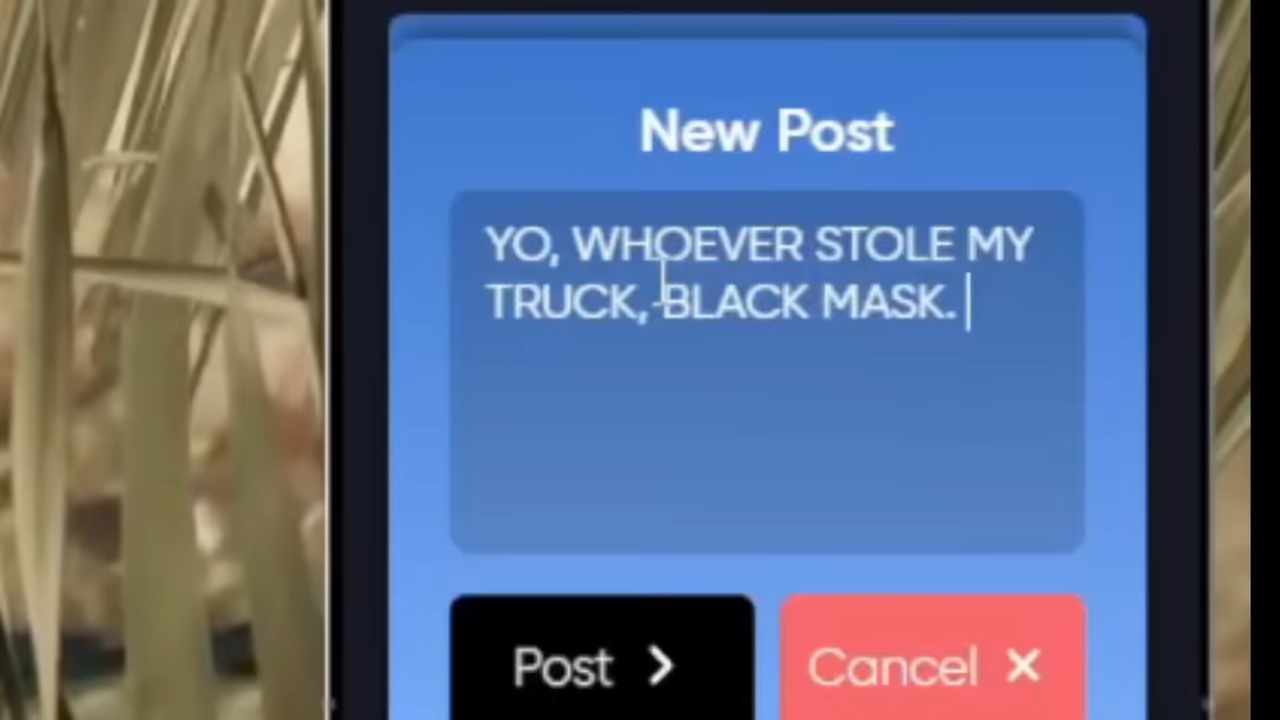 New Post
YO, WHOEVER STOLE MY
TRUCK, BLACK MASK.
Post
Cancel